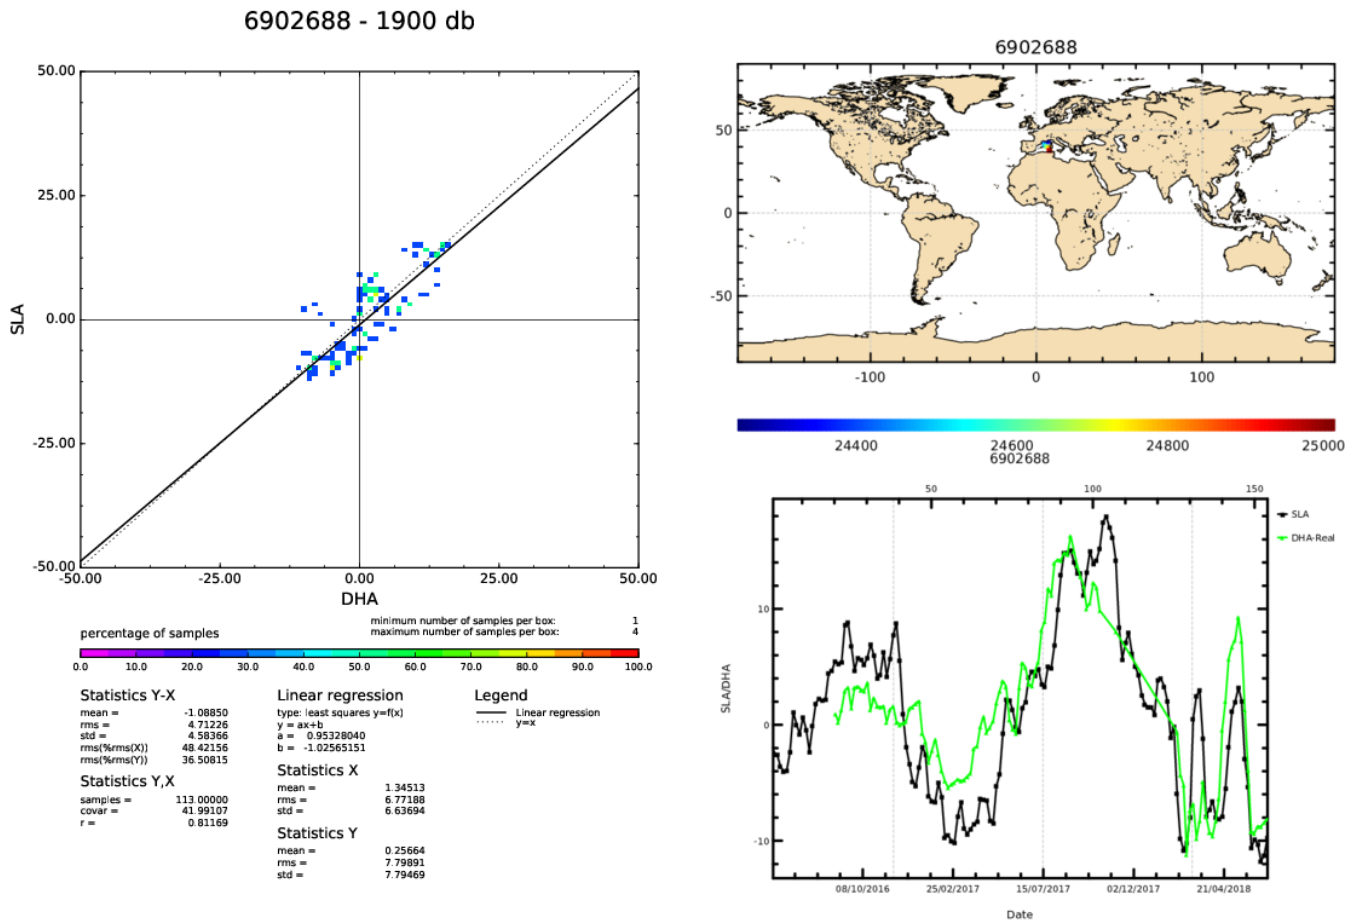 6902688 - 1900 db
50.00
25.00
0.00
-25.00
-50.00
SLA
-50.00 -25.00 0.00 25.00 50.00
DHA
percentage of samples
minimum number of samples per box: 1
maximum number of samples per box: 4
0.0 10.0 20.0 30.0 40.0 50.0 60.0 70.0 80.0 90.0 100.0
Statistics Y-X
mean = -1.08850
rms = 4.71226
std = 4.58366
rms(%rms(X)) 48.42156
rms(%rms(Y)) 36.50815
Statistics Y,X
samples = 113.00000
covar = 41.99107
r = 0.81169
Linear regression
type: least squares y=f(x)
y = ax+b
a = 0.95328040
b = -1.02565151
Statistics X
mean = 1.34513
rms = 6.77188
std = 6.63694
Statistics Y
mean = 0.25664
rms = 7.79891
std = 7.79469
Legend
Linear regression
y=x
6902688
50
0
-50
-100 0 100
24400 24600 24800 25000
6902688
50 100 150
SLA
DHA-Real
10
0
-10
SLA/DHA
08/10/2016 25/02/2017 15/07/2017 02/12/2017 21/04/2018
Date